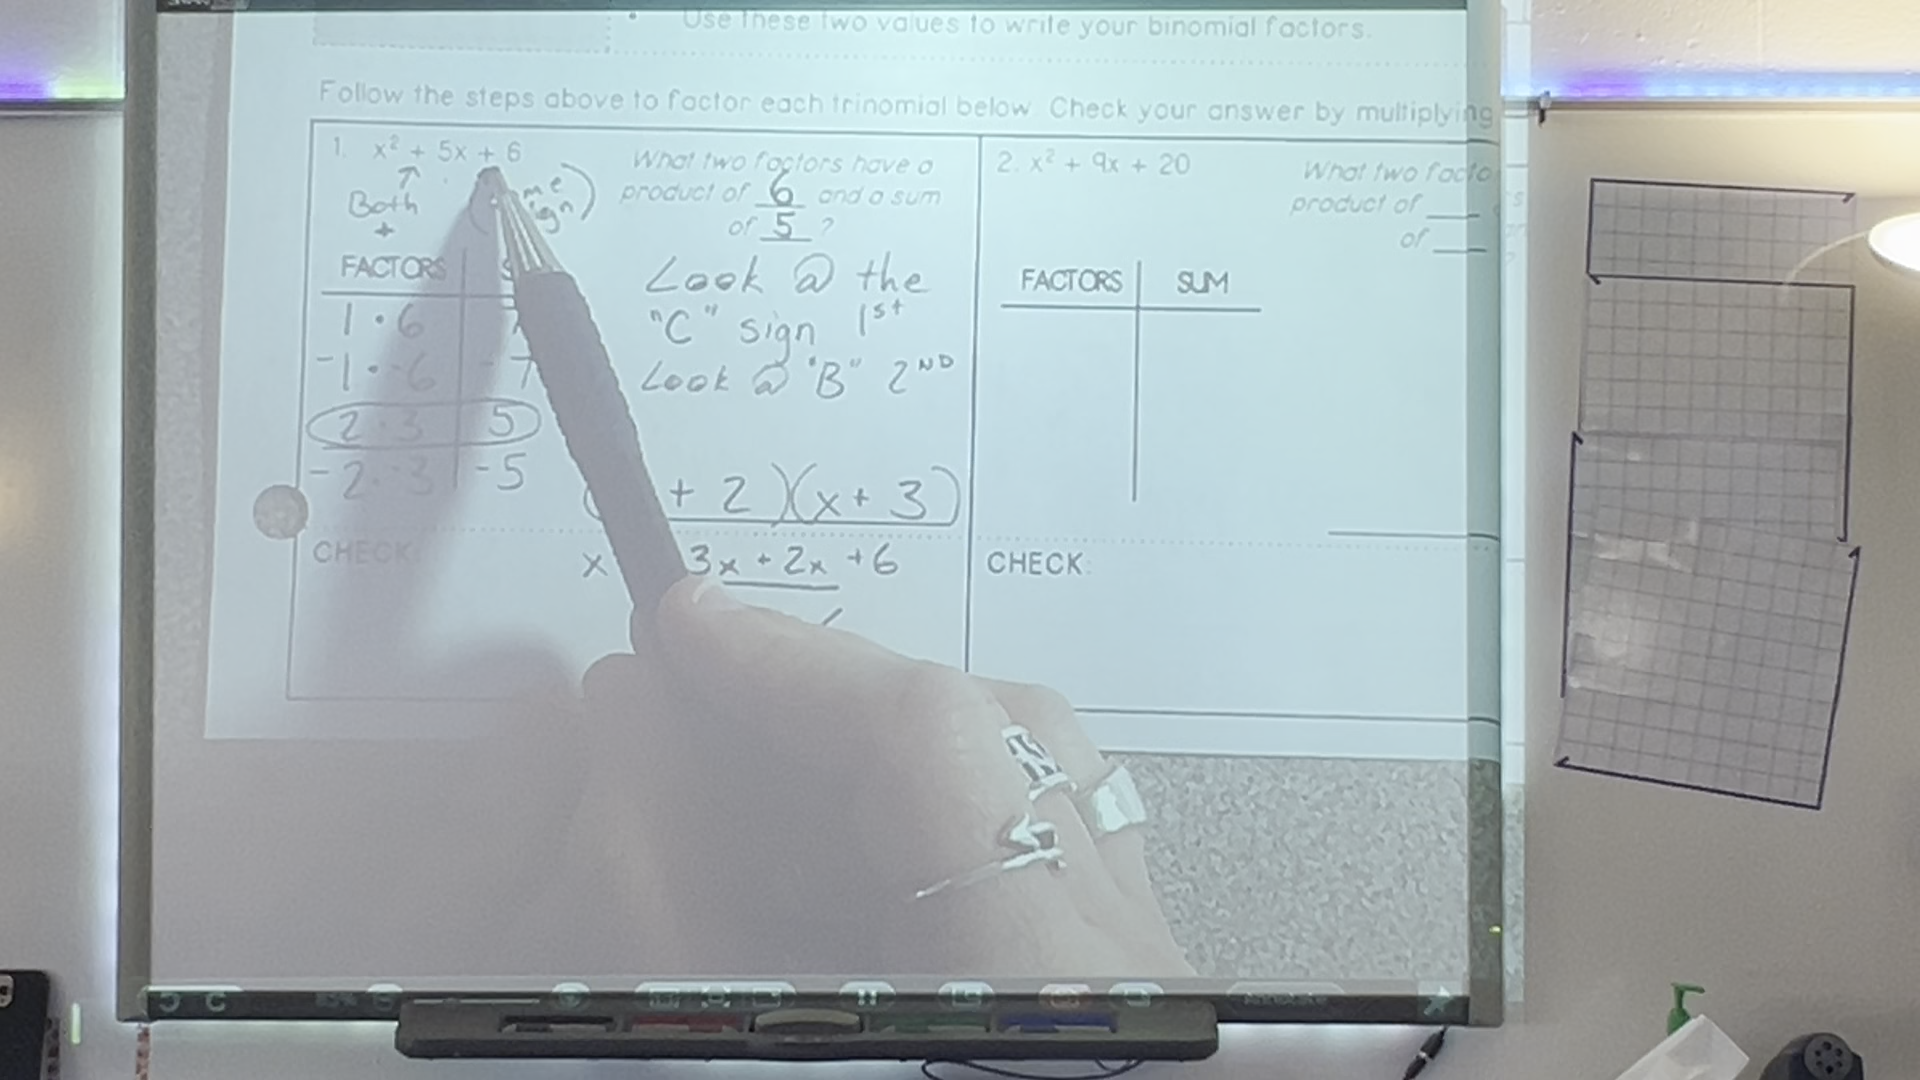 Use these two values to write your binomial factors.
Follow the steps above to factor each trinomial below. Check your answer by multiplying
1. x² + 5x + 6
Both
+
What two factors have a
product of 6 and a sum
of 5 ?
FACTORS
1 · 6
-1 · -6 -7
2 · 3 5
-2 · -3 -5
Look @ the
"C" sign 1st
Look @ "B" 2ND
+ 2 )(x + 3)
CHECK:
x 3x + 2x + 6
2. x² + 9x + 20
What two
product of ___
of ___
FACTORS SUM
CHECK: